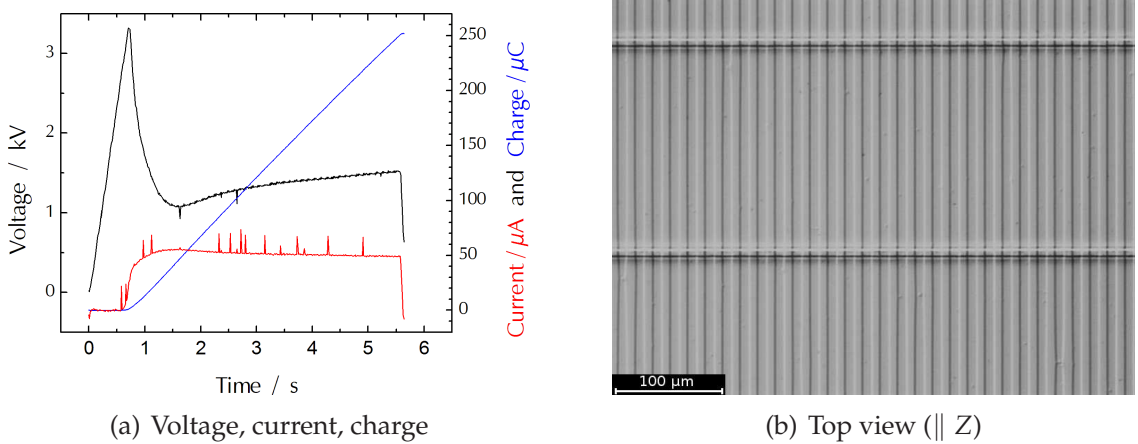 Voltage / kV
3
2
1
0
250
200
150
100
50
0
Current / µA and Charge / µC
0 1 2 3 4 5 6
Time / s
100 µm
(a) Voltage, current, charge
(b) Top view (∥ Z)